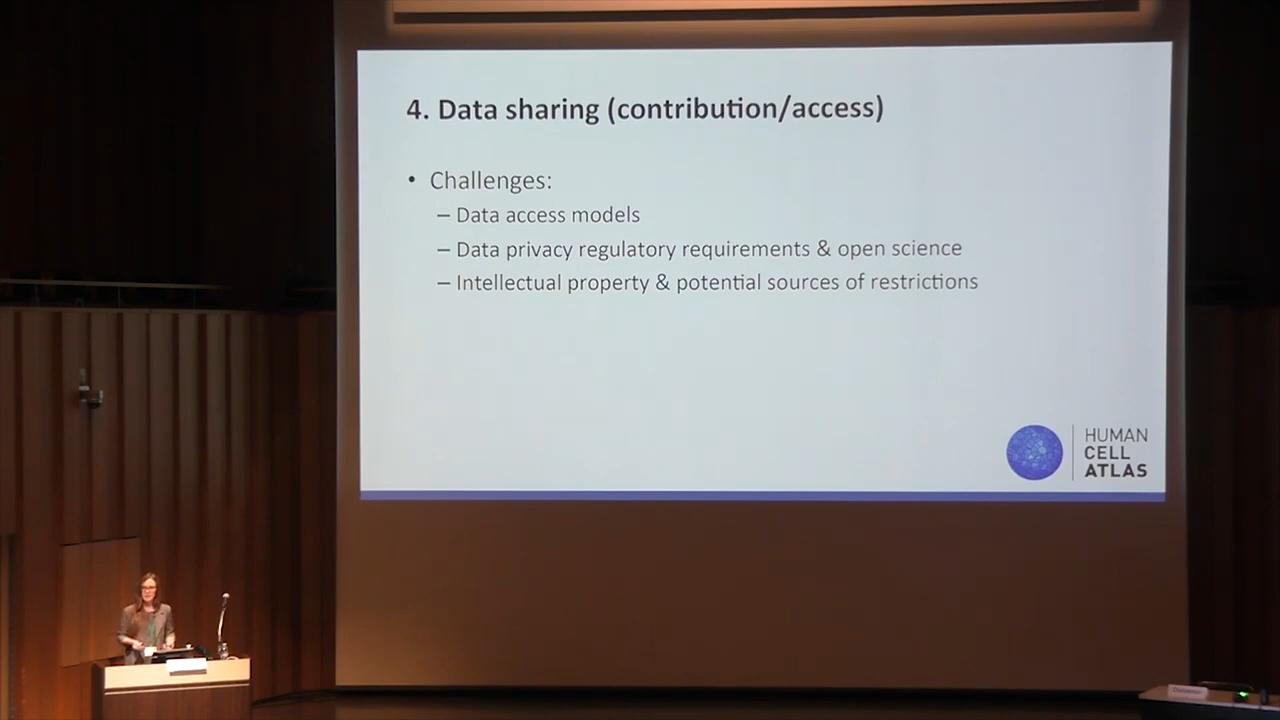 4. Data sharing (contribution/access)
• Challenges:
– Data access models
– Data privacy regulatory requirements & open science
– Intellectual property & potential sources of restrictions
HUMAN
CELL
ATLAS